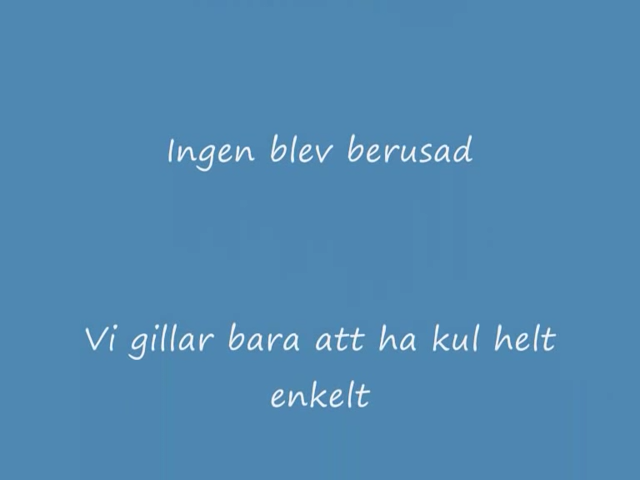 Ingen blev berusad
Vi gillar bara att ha kul helt
enkelt